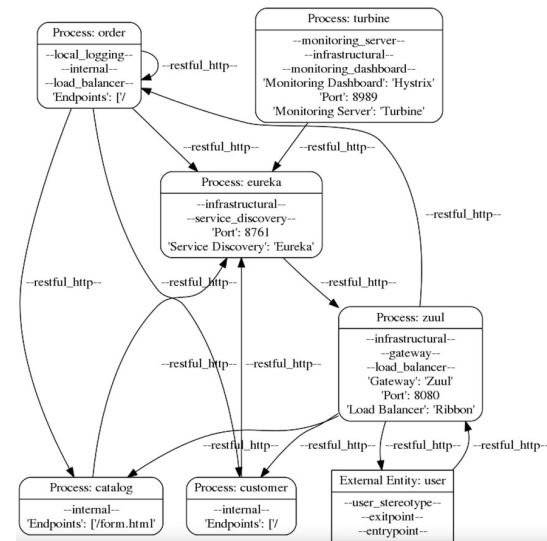 Process: order
--local_logging--
--internal--
--load_balancer--
'Endpoints': ['/
--restful_http--
Process: turbine
--monitoring_server--
--infrastructural--
--monitoring_dashboard--
'Monitoring Dashboard': 'Hystrix'
'Port': 8989
'Monitoring Server': 'Turbine'
--restful_http--
--restful_http--
Process: eureka
--infrastructural--
--service_discovery--
'Port': 8761
'Service Discovery': 'Eureka'
--restful_http--
--restful_http--
--restful_http--
--restful_http--
Process: zuul
--infrastructural--
--gateway--
--load_balancer--
'Gateway': 'Zuul'
'Port': 8080
'Load Balancer': 'Ribbon'
--restful_http--
--restful_http--
--restful_http--
--restful_http--
--restful_http--
--restful_http--
Process: catalog
--internal--
'Endpoints': ['/form.html'
Process: customer
--internal--
'Endpoints': ['/
External Entity: user
--user_stereotype--
--exitpoint--
--entrypoint--